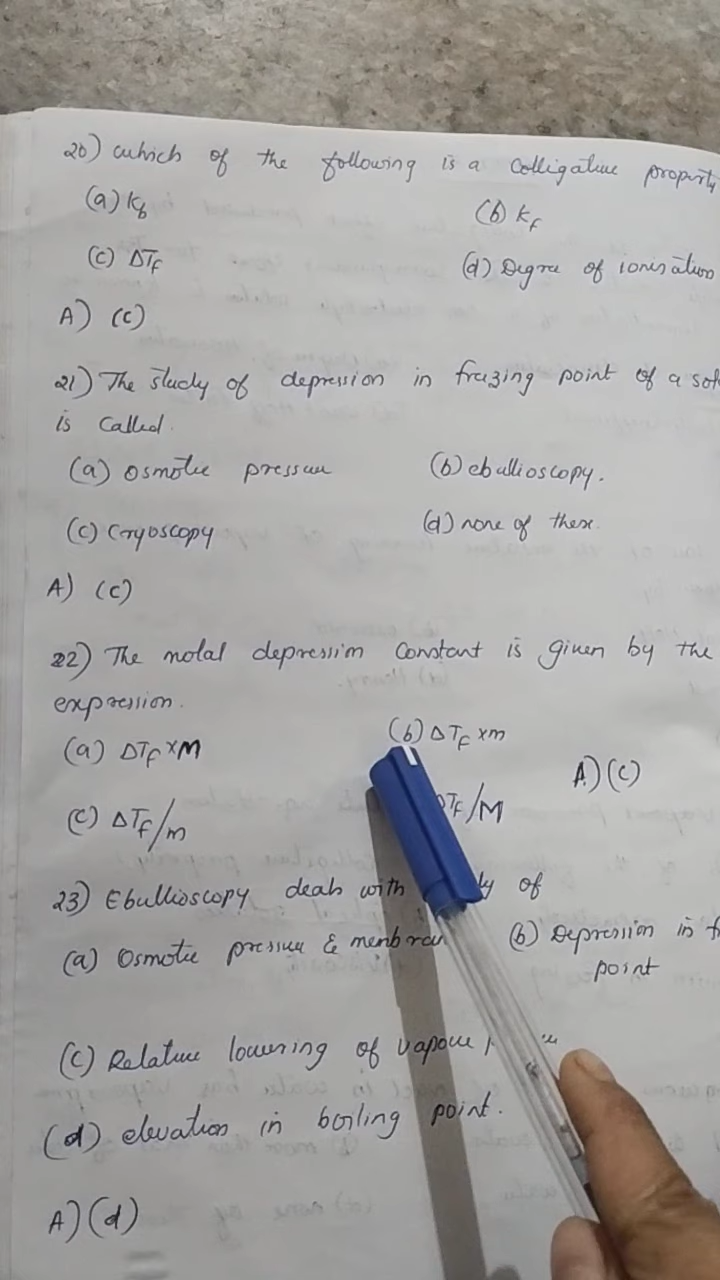 20) which of the following is a Colligative property
(a) Kb (b) Kf
(c) ΔTf (d) Degree of ionisation
A) (c)
21) The study of depression in frazing point of a
is called.
(a) Osmotic pressure (b) ebullioscopy.
(c) Cryoscopy (d) none of these.
A) (c)
22) The molal depression Constant is given by the
expression.
(a) ΔTf × M (b) ΔTf × m
A) (C)
(c) ΔTf/m Tf/M
23) Ebullioscopy deals with of
(a) Osmotic pressure & (b) Depression in
point
(c) Relative lowering of vapour
(d) elevation in boiling point.
A) (d)